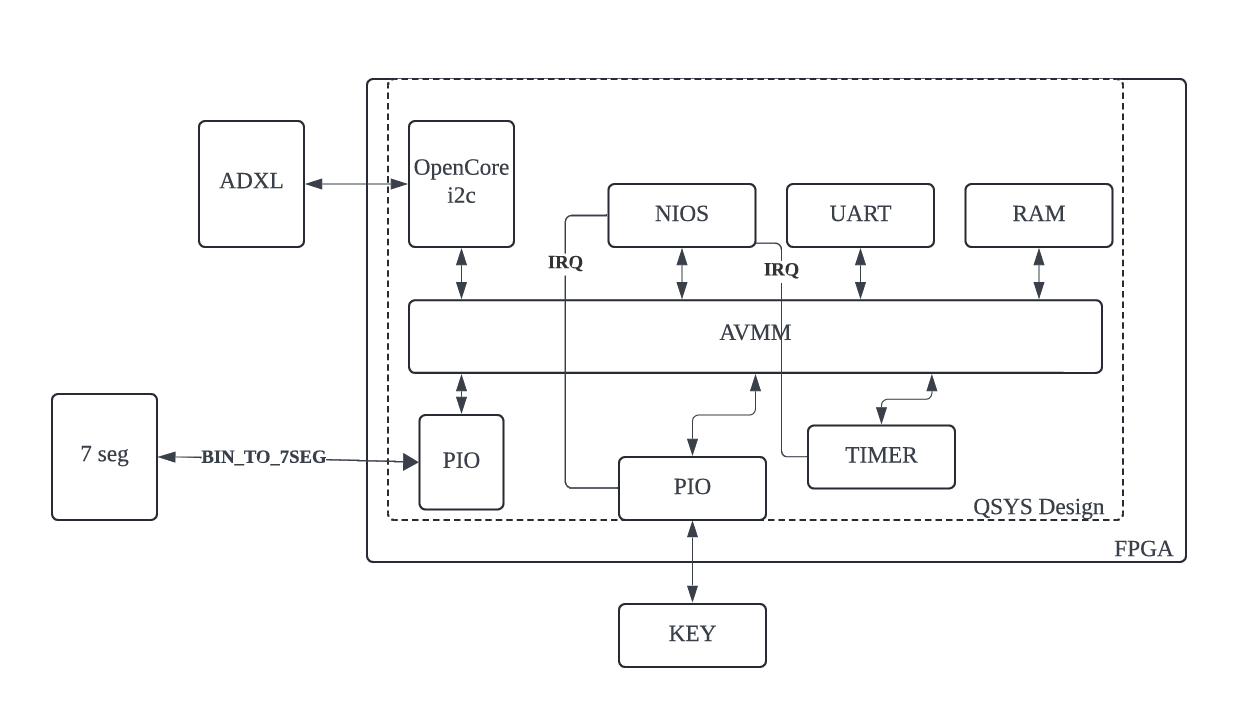 ADXL
OpenCore
i2c
NIOS
UART
RAM
IRQ
IRQ
AVMM
7 seg
BIN_TO_7SEG
PIO
PIO
TIMER
QSYS Design
FPGA
KEY